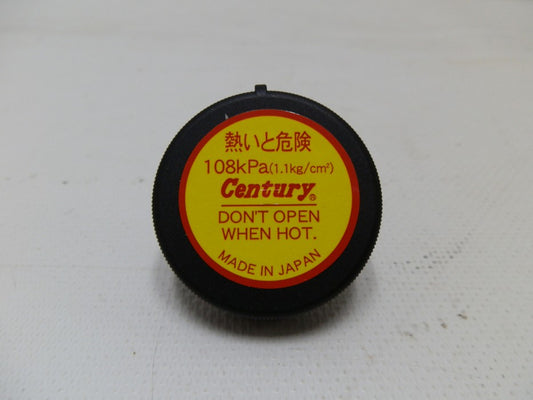 熱いと危険
108kPa(1.1kg/cm²)
Century®
DON'T OPEN
WHEN HOT.
MADE IN JAPAN